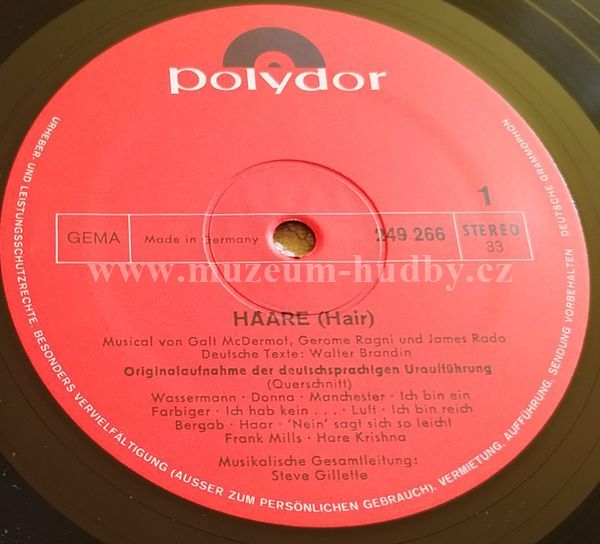 polydor
1
GEMA
Made in Germany
249 266
STEREO
33
www.muzeum-hudby.cz
HAARE (Hair)
Musical von Galt McDermot, Gerome Ragni und James Rado
Deutsche Texte: Walter Brandin
Originalaufnahme der deutschsprachigen Uraufführung
(Querschnitt)
Wassermann · Donna · Manchester · Ich bin ein
Farbiger · Ich hab kein . . . . · Luft · Ich bin reich
Bergab · Haar · 'Nein' sagt sich so leicht
Frank Mills · Hare Krishna
Musikalische Gesamtleitung:
Steve Gillette
URHEBER- UND LEISTUNGSSCHUTZRECHTE. BESONDERS VERVIELFÄLTIGUNG (AUSSER ZUM PERSÖNLICHEN GEBRAUCH), VERMIETUNG, AUFFÜHRUNG, SENDUNG VORBEHALTEN DEUTSCHE GRAMMOPHON